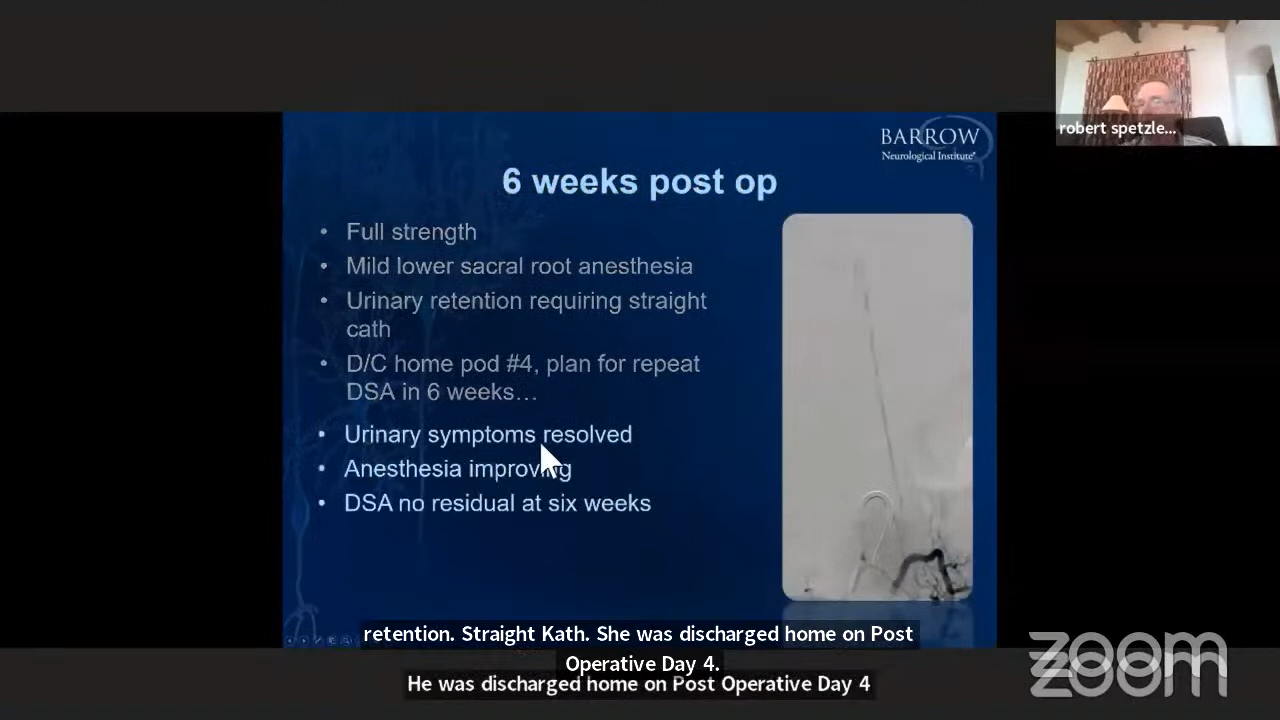 BARROW
Neurological Institute®
robert spetzle...
6 weeks post op
• Full strength
• Mild lower sacral root anesthesia
• Urinary retention requiring straight
cath
• D/C home pod #4, plan for repeat
DSA in 6 weeks…
• Urinary symptoms resolved
• Anesthesia improving
• DSA no residual at six weeks
retention. Straight Kath. She was discharged home on Post
Operative Day 4.
He was discharged home on Post Operative Day 4
zoom